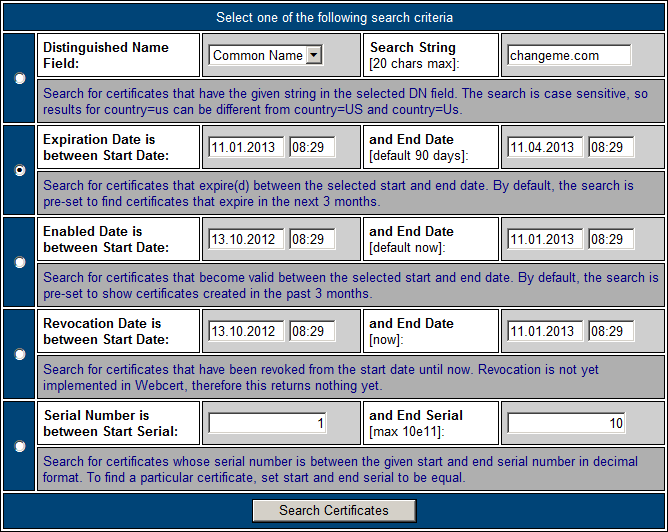 Select one of the following search criteria
Distinguished Name Field: Common Name Search String [20 chars max]: changeme.com
Search for certificates that have the given string in the selected DN field. The search is case sensitive, so
results for country=us can be different from country=US and country=Us.
Expiration Date is between Start Date: 11.01.2013 08:29 and End Date [default 90 days]: 11.04.2013 08:29
Search for certificates that expire(d) between the selected start and end date. By default, the search is
pre-set to find certificates that expire in the next 3 months.
Enabled Date is between Start Date: 13.10.2012 08:29 and End Date [default now]: 11.01.2013 08:29
Search for certificates that become valid between the selected start and end date. By default, the search is
pre-set to show certificates created in the past 3 months.
Revocation Date is between Start Date: 13.10.2012 08:29 and End Date [now]: 11.01.2013 08:29
Search for certificates that have been revoked from the start date until now. Revocation is not yet
implemented in Webcert, therefore this returns nothing yet.
Serial Number is between Start Serial: 1 and End Serial [max 10e11]: 10
Search for certificates whose serial number is between the given start and end serial number in decimal
format. To find a particular certificate, set start and end serial to be equal.
Search Certificates